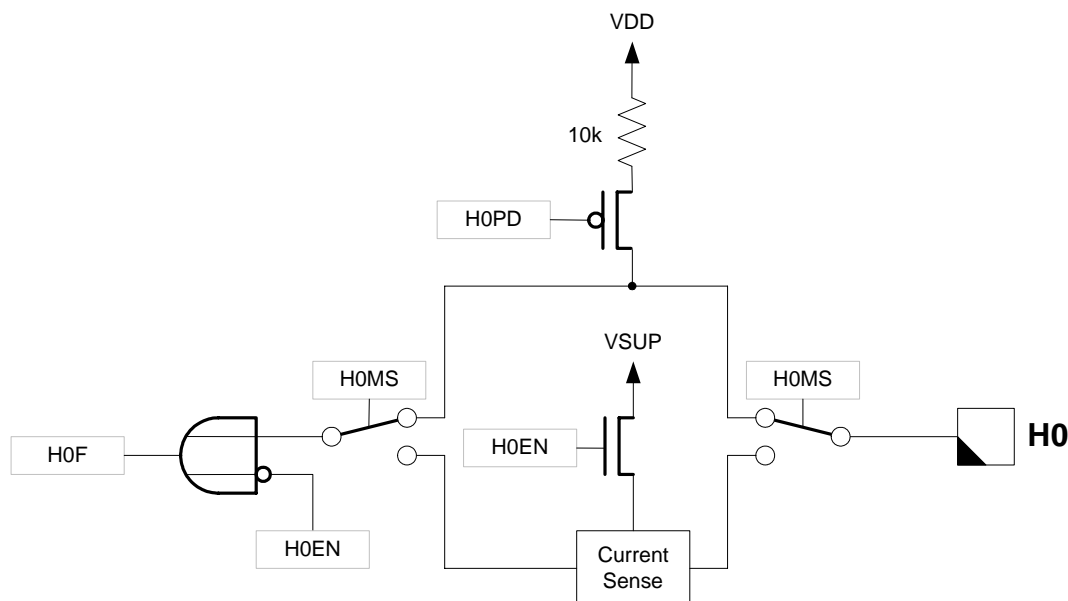 VDD
10k
H0PD
VSUP
H0MS
H0MS
H0EN
H0
H0F
H0EN
Current
Sense